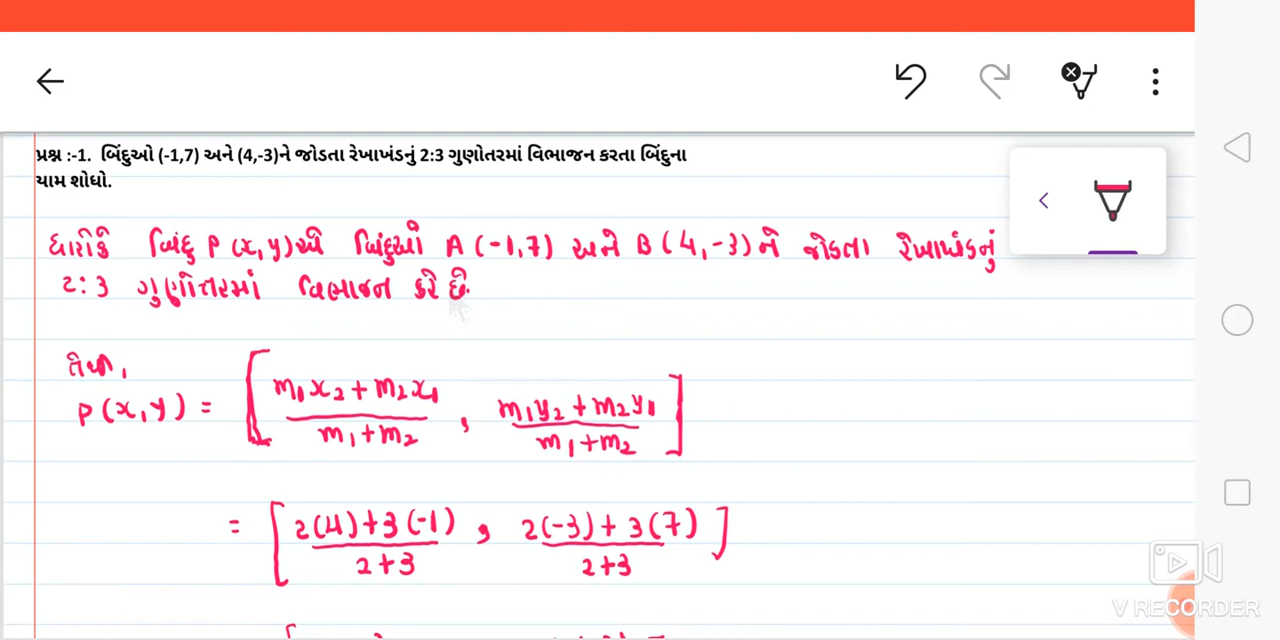 પ્રશ્ન :-1. બિંદુઓ (-1,7) અને (4,-3)ને જોડતા રેખાખંડનું 2:3 ગુણોતરમાં વિભાજન કરતા બિંદુના
યામ શોધો.
ધારોકે બિંદુ P(x,y)એ બિંદુઓ A(-1,7) અને B(4,-3)ને જોડતા રેખાખંડનું
2:3 ગુણોત્તરમાં વિભાજન કરે છે.
તેથી,
P(x,y) = [ (m₁x₂+m₂x₁)/(m₁+m₂) , (m₁y₂+m₂y₁)/(m₁+m₂) ]
= [ (2(4)+3(-1))/(2+3) , (2(-3)+3(7))/(2+3) ]
V RECORDER